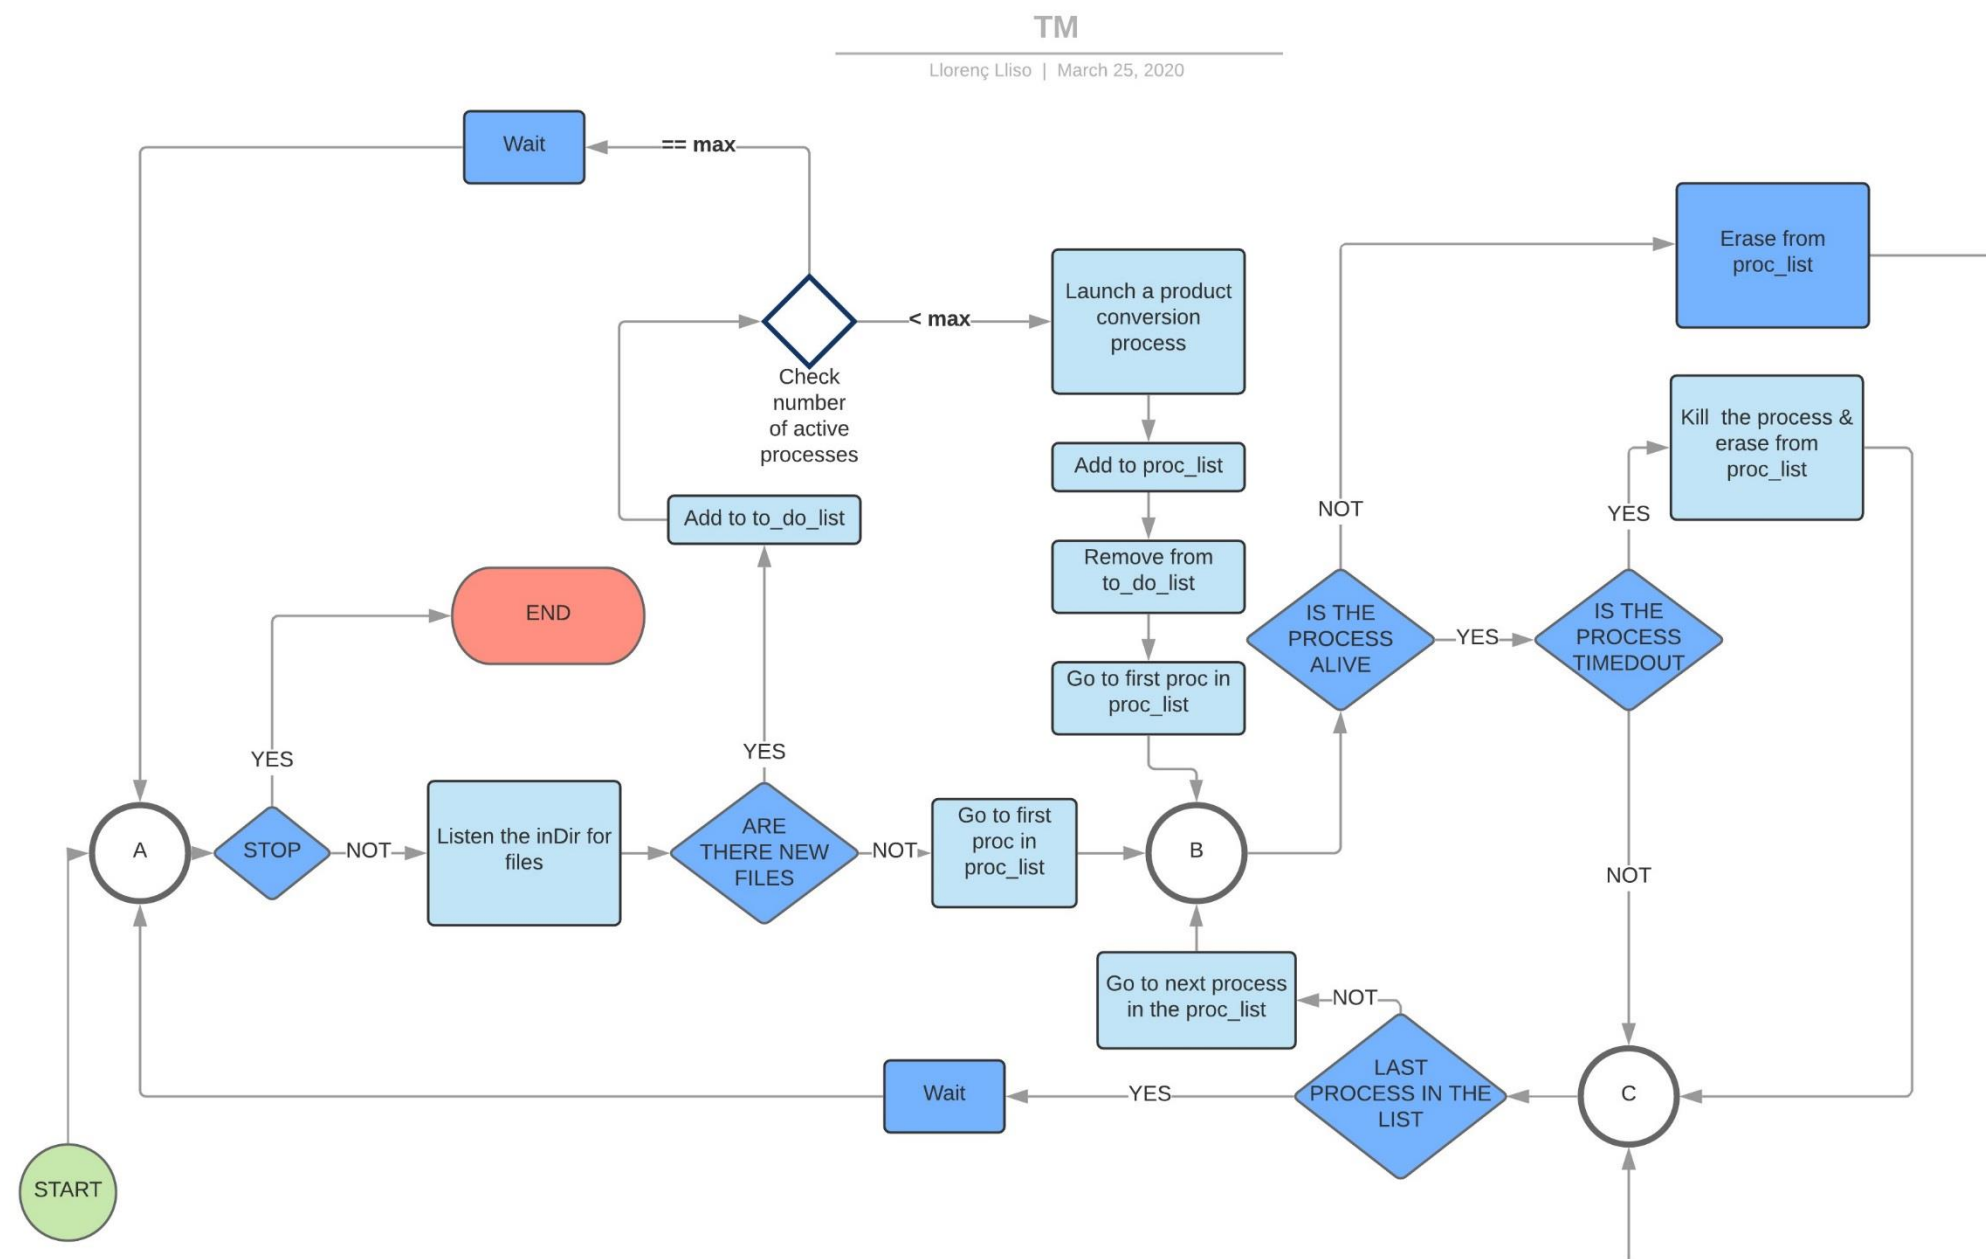 TM
Llorenç Lliso | March 25, 2020
Wait
== max
Erase from
proc_list
Launch a product
conversion
process
< max
Check
number
of active
processes
Kill  the process &
erase from
proc_list
Add to proc_list
NOT
YES
Add to to_do_list
Remove from
to_do_list
END
IS THE
PROCESS
ALIVE
YES
IS THE
PROCESS
TIMEDOUT
Go to first proc in
proc_list
YES
YES
A
STOP
NOT
Listen the inDir for
files
ARE
THERE NEW
FILES
NOT
Go to first
proc in
proc_list
B
NOT
Go to next process
in the proc_list
NOT
Wait
YES
LAST
PROCESS IN THE
LIST
C
START